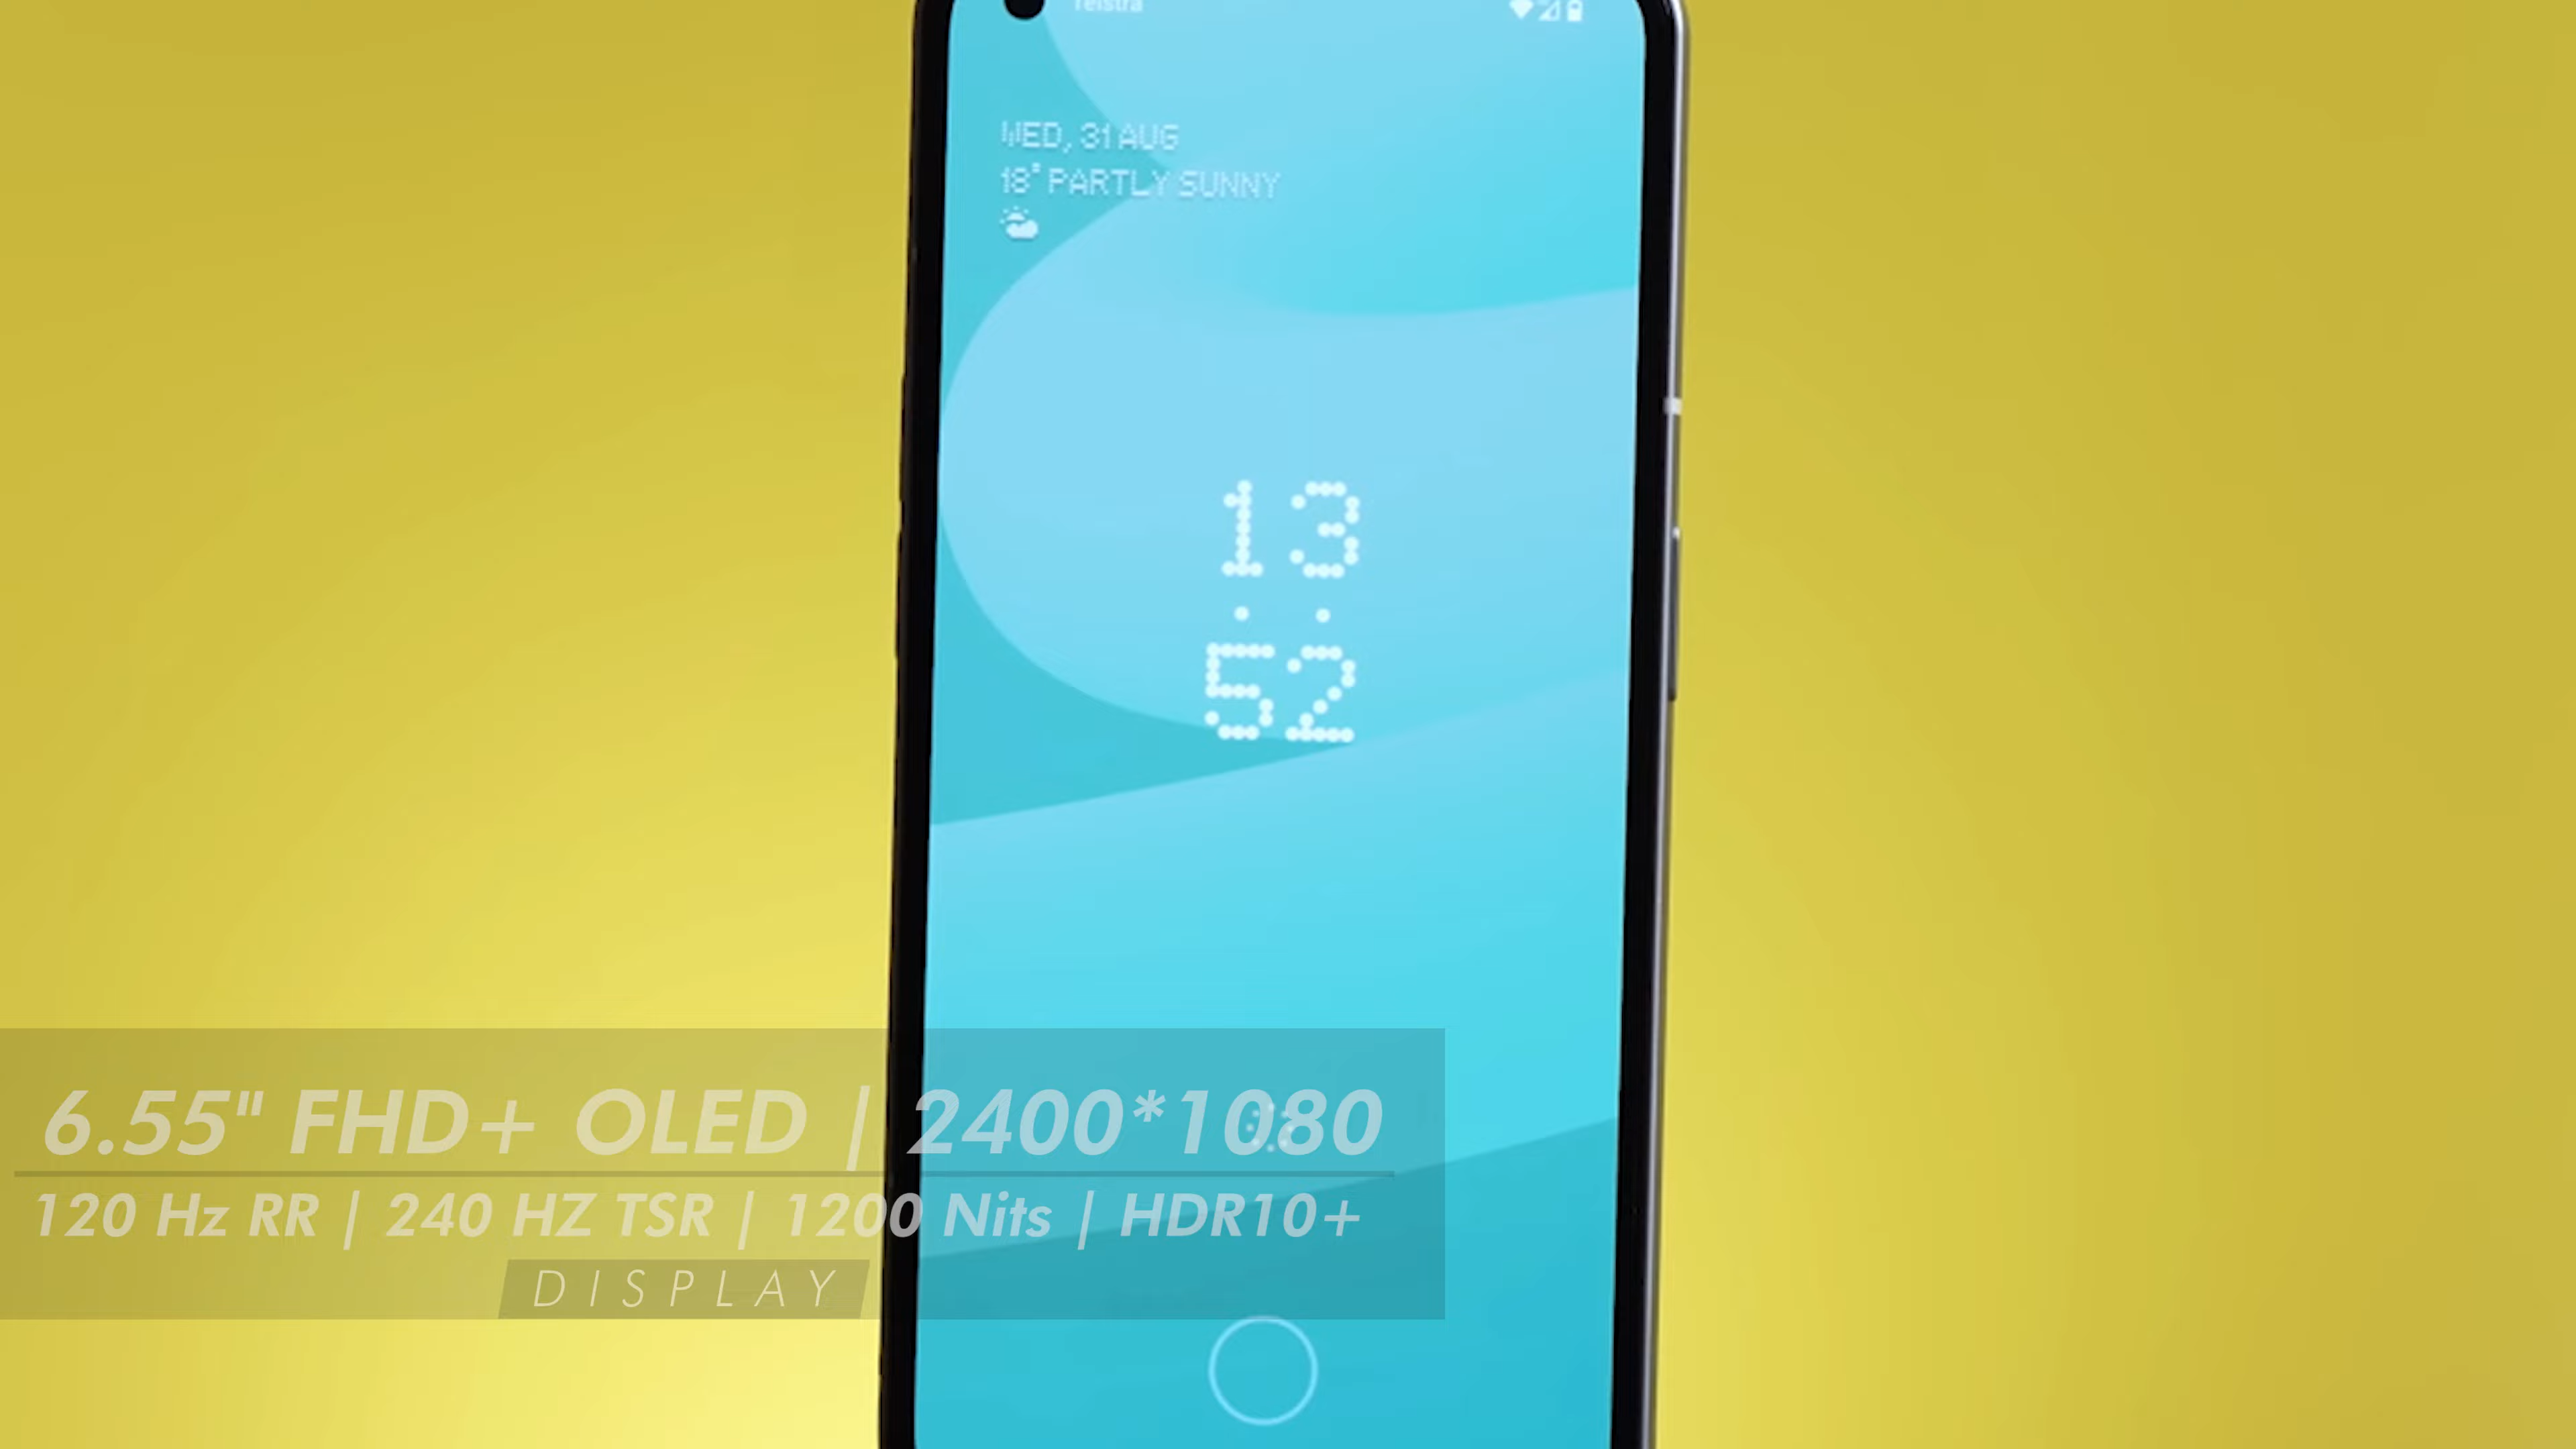 Telstra
WED, 31 AUG
18° PARTLY SUNNY
13
: :
52
6.55" FHD+ OLED | 2400*1080
120 Hz RR | 240 HZ TSR | 1200 Nits | HDR10+
DISPLAY